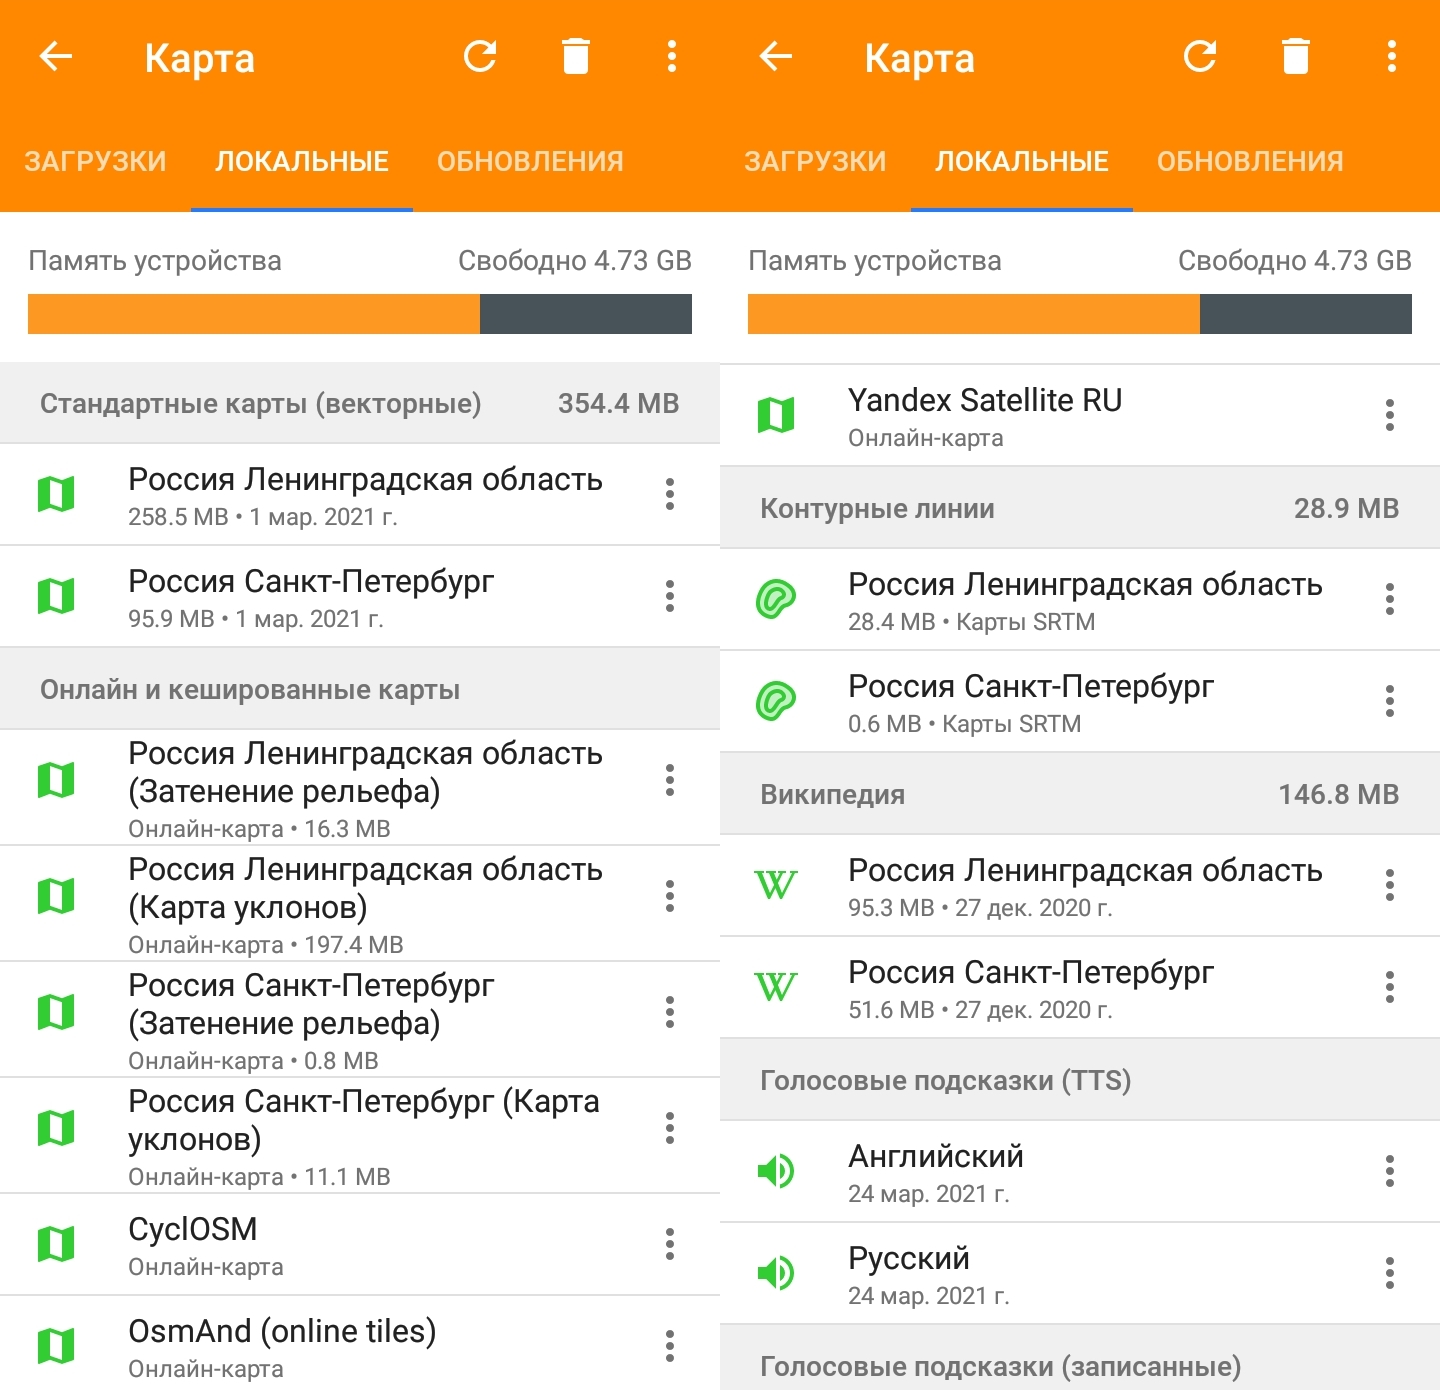 Карта
ЗАГРУЗКИ ЛОКАЛЬНЫЕ ОБНОВЛЕНИЯ
Память устройства Свободно 4.73 GB
Стандартные карты (векторные) 354.4 MB
Россия Ленинградская область
258.5 MB • 1 мар. 2021 г.
Россия Санкт-Петербург
95.9 MB • 1 мар. 2021 г.
Онлайн и кешированные карты
Россия Ленинградская область
(Затенение рельефа)
Онлайн-карта • 16.3 MB
Россия Ленинградская область
(Карта уклонов)
Онлайн-карта • 197.4 MB
Россия Санкт-Петербург
(Затенение рельефа)
Онлайн-карта • 0.8 MB
Россия Санкт-Петербург (Карта
уклонов)
Онлайн-карта • 11.1 MB
CyclOSM
Онлайн-карта
OsmAnd (online tiles)
Онлайн-карта
Карта
ЗАГРУЗКИ ЛОКАЛЬНЫЕ ОБНОВЛЕНИЯ
Память устройства Свободно 4.73 GB
Yandex Satellite RU
Онлайн-карта
Контурные линии 28.9 MB
Россия Ленинградская область
28.4 MB • Карты SRTM
Россия Санкт-Петербург
0.6 MB • Карты SRTM
Википедия 146.8 MB
Россия Ленинградская область
95.3 MB • 27 дек. 2020 г.
Россия Санкт-Петербург
51.6 MB • 27 дек. 2020 г.
Голосовые подсказки (TTS)
Английский
24 мар. 2021 г.
Русский
24 мар. 2021 г.
Голосовые подсказки (записанные)